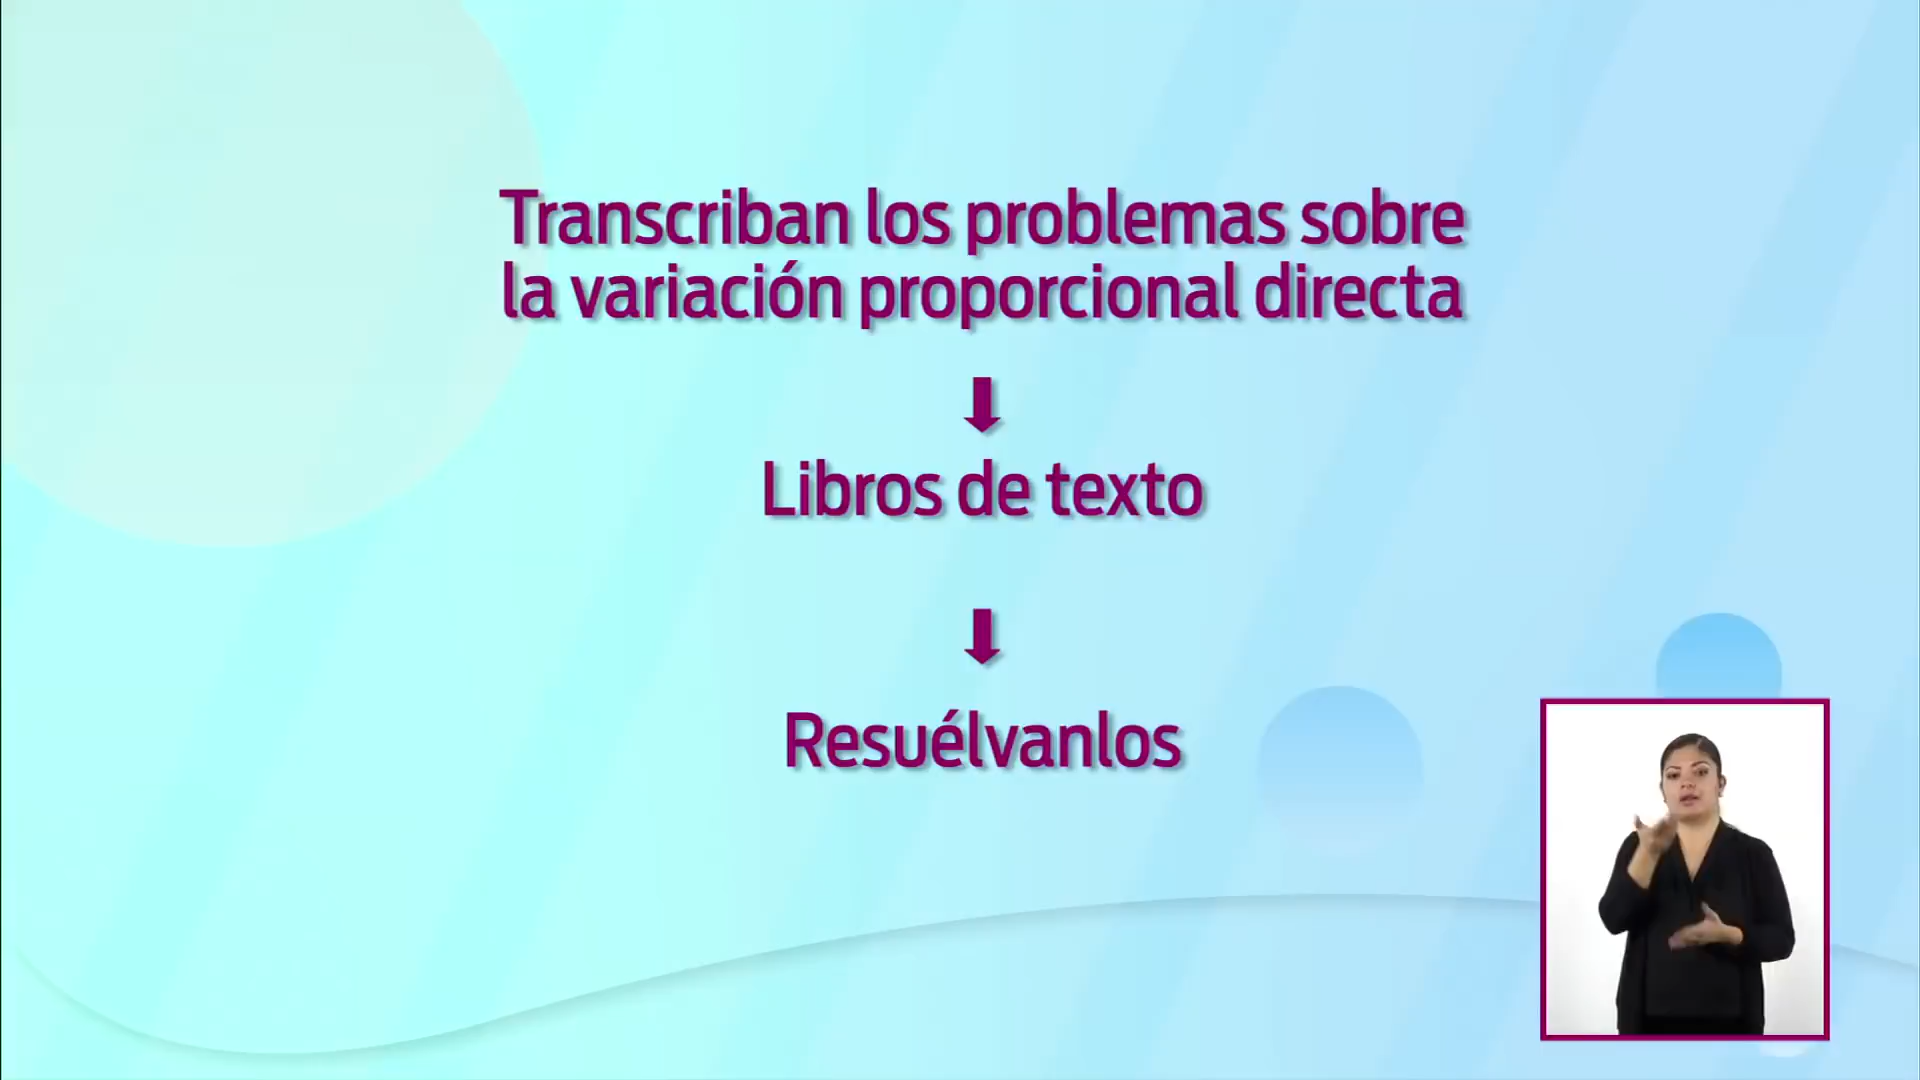 Transcriban los problemas sobre
la variación proporcional directa
Libros de texto
Resuélvanlos